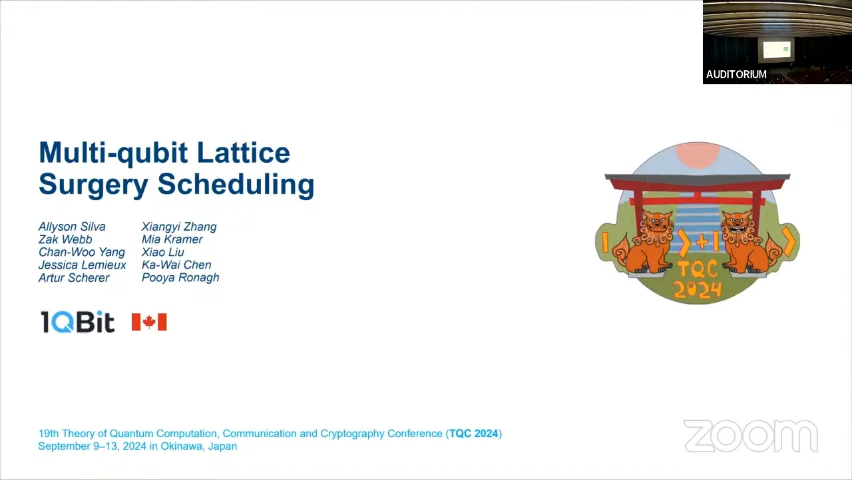 AUDITORIUM
Multi-qubit Lattice
Surgery Scheduling
Allyson Silva
Zak Webb
Chan-Woo Yang
Jessica Lemieux
Artur Scherer
Xiangyi Zhang
Mia Kramer
Xiao Liu
Ka-Wai Chen
Pooya Ronagh
1QBit
|⟩+|⟩
TQC
2024
19th Theory of Quantum Computation, Communication and Cryptography Conference (TQC 2024)
September 9–13, 2024 in Okinawa, Japan
zoom